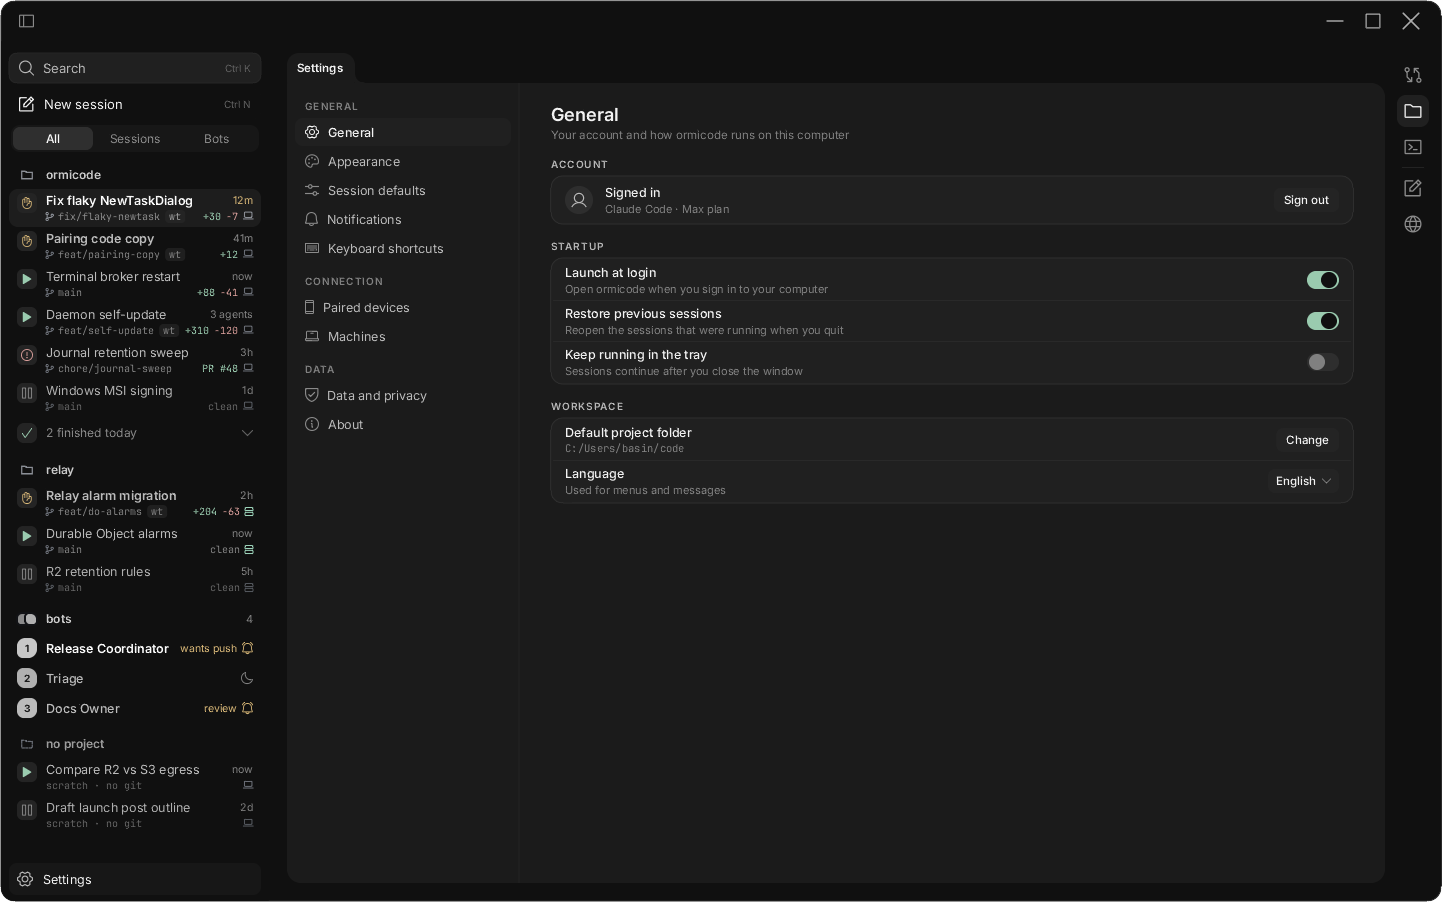 Search Ctrl K
New session Ctrl N
All Sessions Bots
ormicode
Fix flaky NewTaskDialog 12m
fix/flaky-newtask wt +30 -7
Pairing code copy 41m
feat/pairing-copy wt +12
Terminal broker restart now
main +88 -41
Daemon self-update 3 agents
feat/self-update wt +310 -120
Journal retention sweep 3h
chore/journal-sweep PR #48
Windows MSI signing 1d
main clean
2 finished today
relay
Relay alarm migration 2h
feat/do-alarms wt +204 -63
Durable Object alarms now
main clean
R2 retention rules 5h
main clean
bots 4
1 Release Coordinator wants push
2 Triage
3 Docs Owner review
no project
Compare R2 vs S3 egress now
scratch · no git
Draft launch post outline 2d
scratch · no git
Settings
Settings
GENERAL
General
Appearance
Session defaults
Notifications
Keyboard shortcuts
CONNECTION
Paired devices
Machines
DATA
Data and privacy
About
General
Your account and how ormicode runs on this computer
ACCOUNT
Signed in
Claude Code · Max plan
Sign out
STARTUP
Launch at login
Open ormicode when you sign in to your computer
Restore previous sessions
Reopen the sessions that were running when you quit
Keep running in the tray
Sessions continue after you close the window
WORKSPACE
Default project folder
C:/Users/basin/code
Change
Language
Used for menus and messages
English